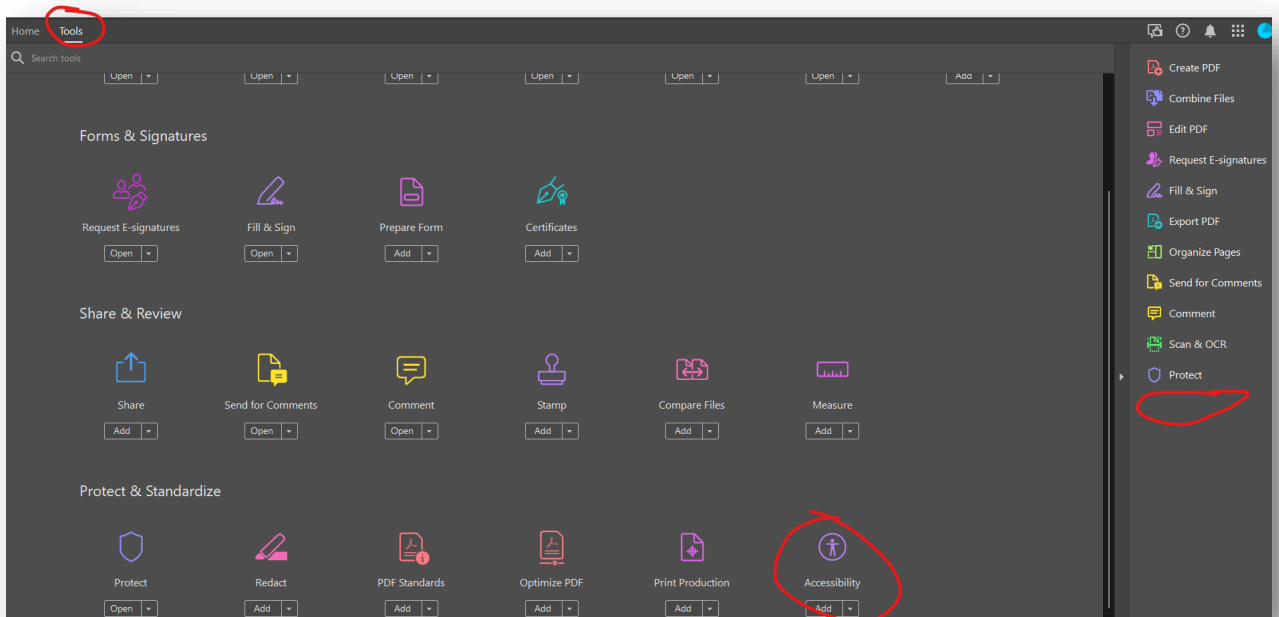 Home Tools
Search tools
Open Open Open Open Open Open Add
Forms & Signatures
Request E-signatures Fill & Sign Prepare Form Certificates
Open Open Add Add
Share & Review
Share Send for Comments Comment Stamp Compare Files Measure
Add Open Open Add Add Add
Protect & Standardize
Protect Redact PDF Standards Optimize PDF Print Production Accessibility
Open Add Add Add Add Add
Create PDF
Combine Files
Edit PDF
Request E-signatures
Fill & Sign
Export PDF
Organize Pages
Send for Comments
Comment
Scan & OCR
Protect